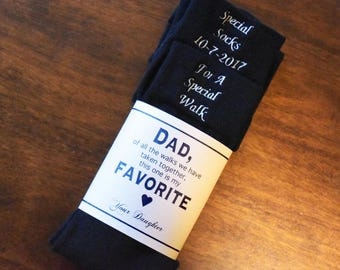 Special
Socks
10-7-2017
For A
Special
Walk
DAD,
of all the walks we have
taken together,
this one is my
FAVORITE
Your Daughter